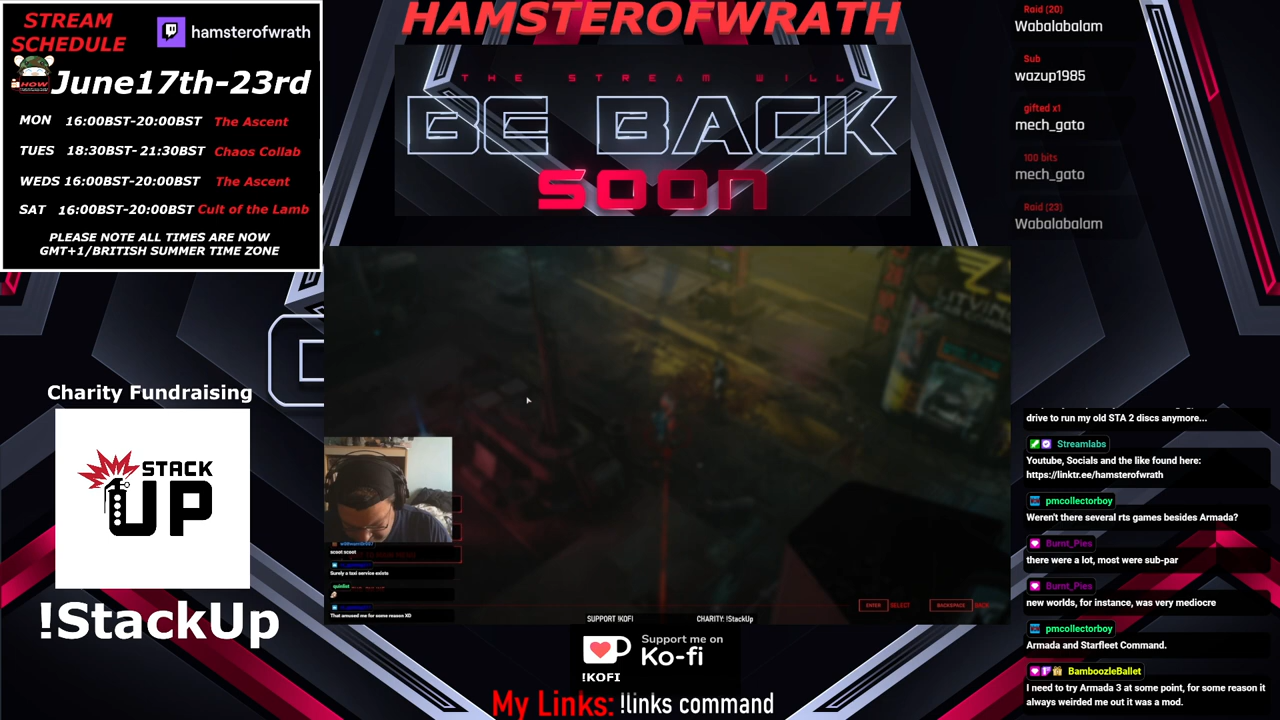 STREAM
SCHEDULE
hamsterofwrath
HOW
June17th-23rd
MON 16:00BST-20:00BST The Ascent
TUES 18:30BST-21:30BST Chaos Collab
WEDS 16:00BST-20:00BST The Ascent
SAT 16:00BST-20:00BST Cult of the Lamb
PLEASE NOTE ALL TIMES ARE NOW
GMT+1/BRITISH SUMMER TIME ZONE
Charity Fundraising
STACK
UP
!StackUp
HAMSTEROFWRATH
THE STREAM WILL
BE BACK
SOON
scoot scoot
Surely a taxi service exists
That amused me for some reason XD
ENTER SELECT
BACKSPACE BACK
SUPPORT !KOFI
CHARITY: !StackUp
Support me on
Ko-fi
!KOFI
My Links: !links command
Raid (20)
Wabalabalam
Sub
wazup1985
gifted x1
mech_gato
100 bits
mech_gato
Raid (23)
Wabalabalam
drive to run my old STA 2 discs anymore...
Streamlabs
Youtube, Socials and the like found here:
https://linktr.ee/hamsterofwrath
pmcollectorboy
Weren't there several rts games besides Armada?
Burnt_Pies
there were a lot, most were sub-par
Burnt_Pies
new worlds, for instance, was very mediocre
pmcollectorboy
Armada and Starfleet Command.
BamboozleBallet
I need to try Armada 3 at some point, for some reason it
always weirded me out it was a mod.